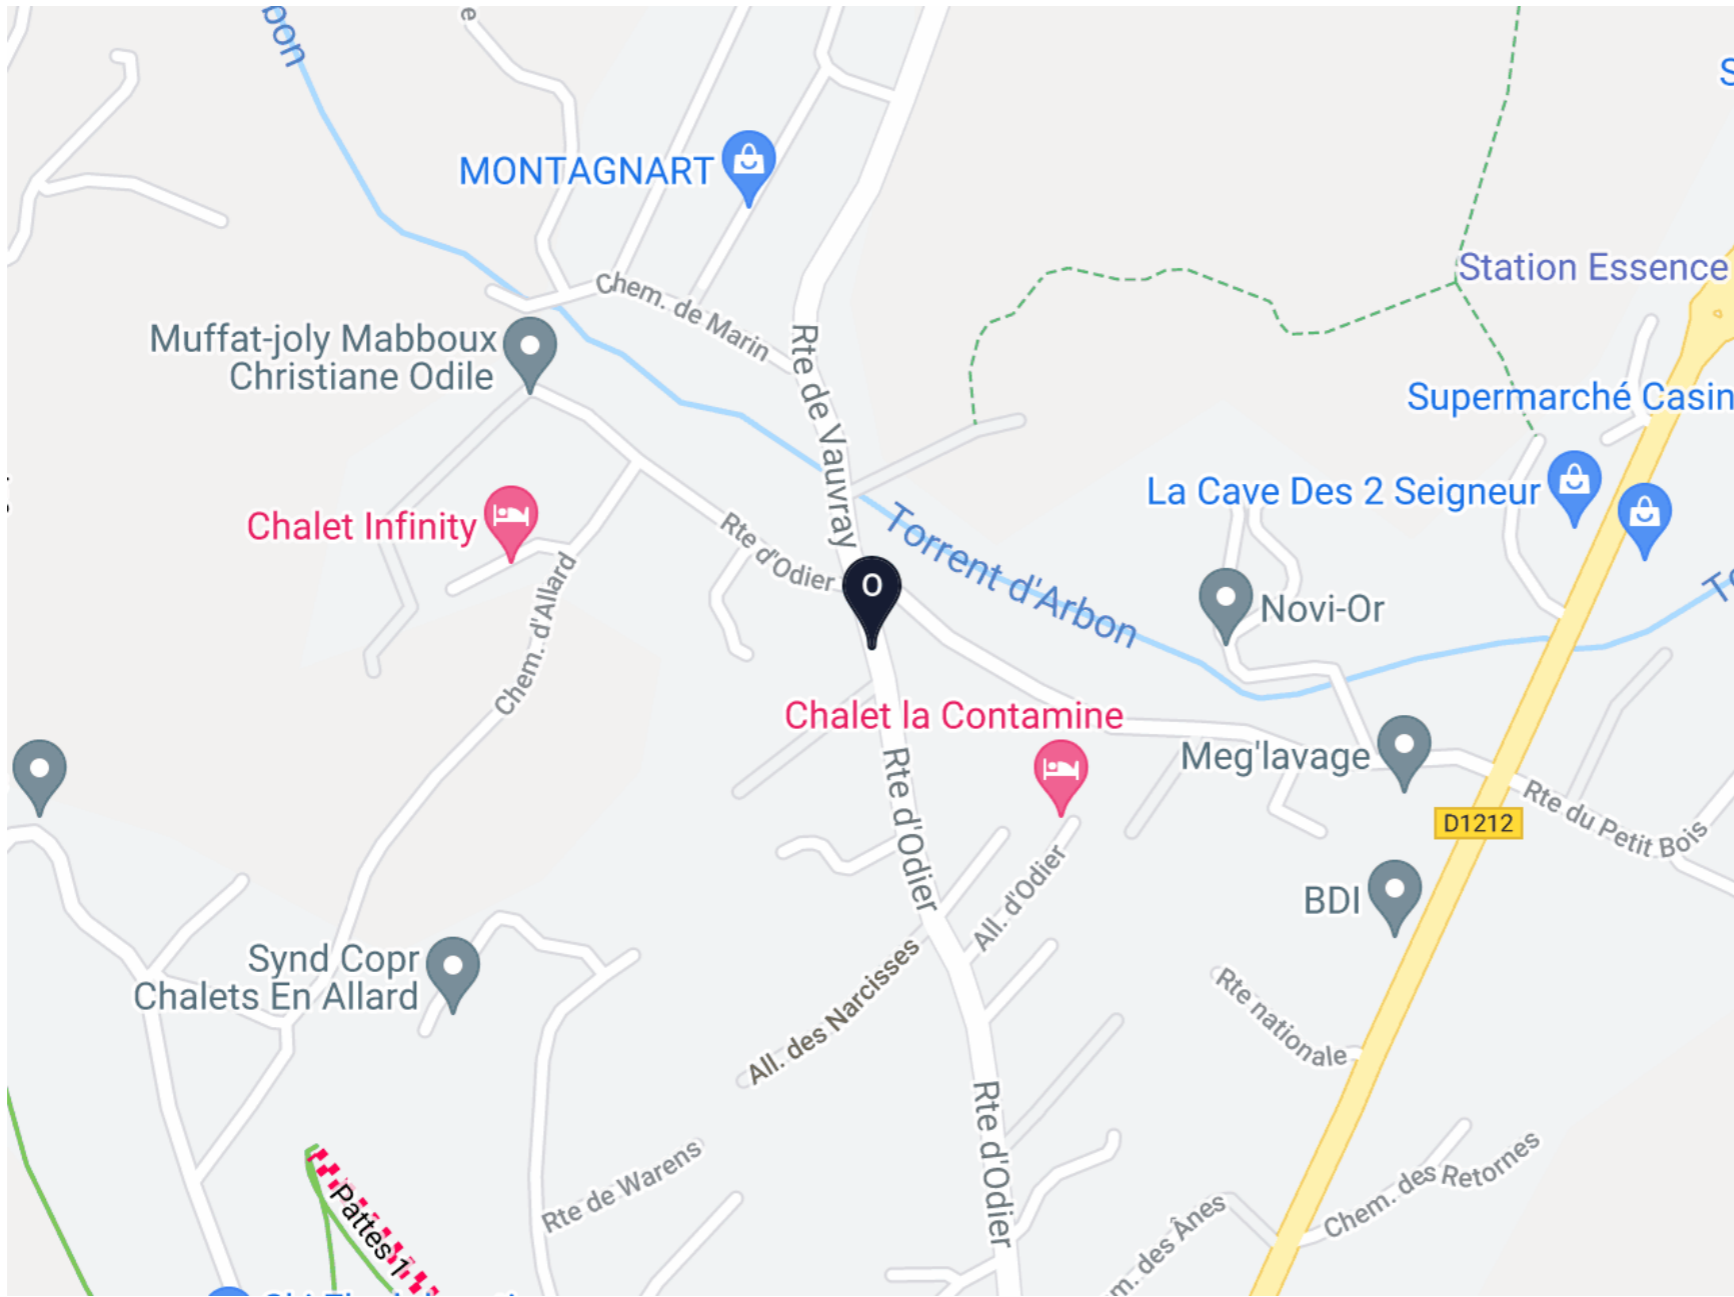 e
bon
S
MONTAGNART
Station Essence
Chem. de Marin
Muffat-joly Mabboux
Christiane Odile
Rte de Vauvray
Supermarché Casin
La Cave Des 2 Seigneur
Chalet Infinity
Rte d'Odier
Torrent d'Arbon
O
To
Novi-Or
Chem. d'Allard
Chalet la Contamine
Meg'lavage
Rte d'Odier
Rte du Petit Bois
D1212
All. d'Odier
BDI
Synd Copr
Chalets En Allard
All. des Narcisses
Rte nationale
Rte d'Odier
Rte de Warens
Pattes 1
Chem. des Retornes
m. des Ânes